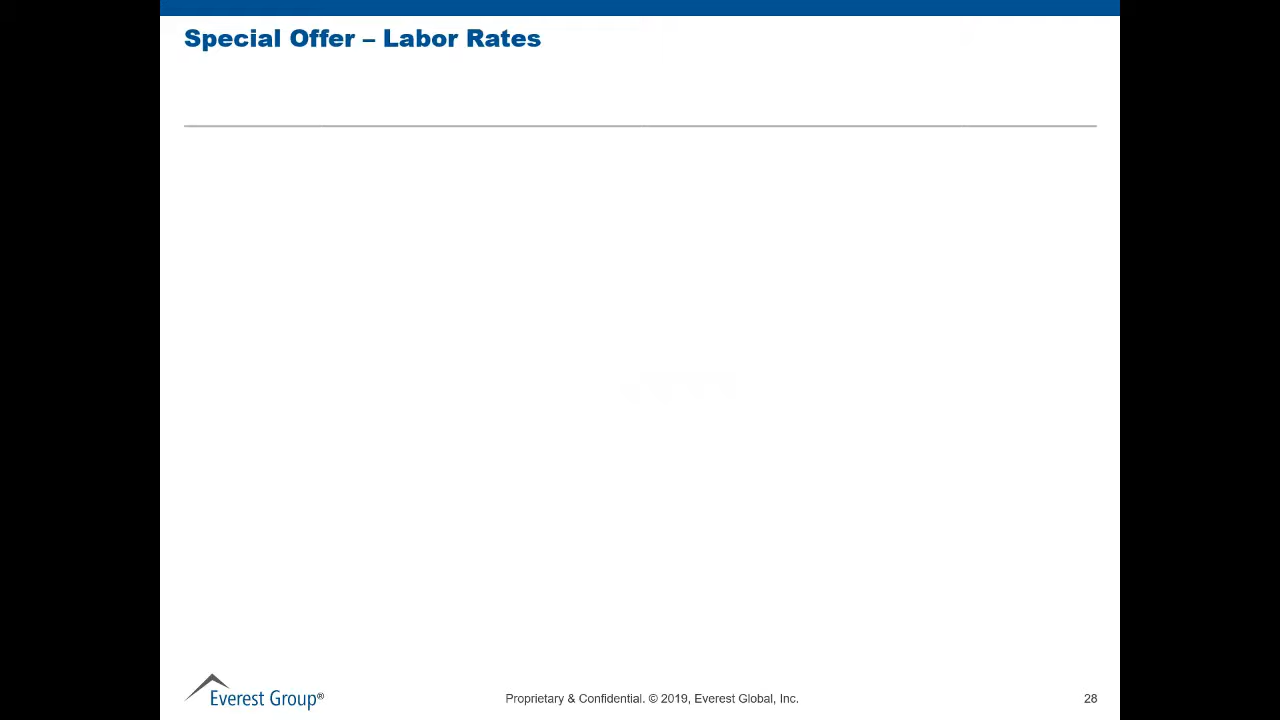 Special Offer – Labor Rates
Everest Group®
Proprietary & Confidential. © 2019, Everest Global, Inc.
28